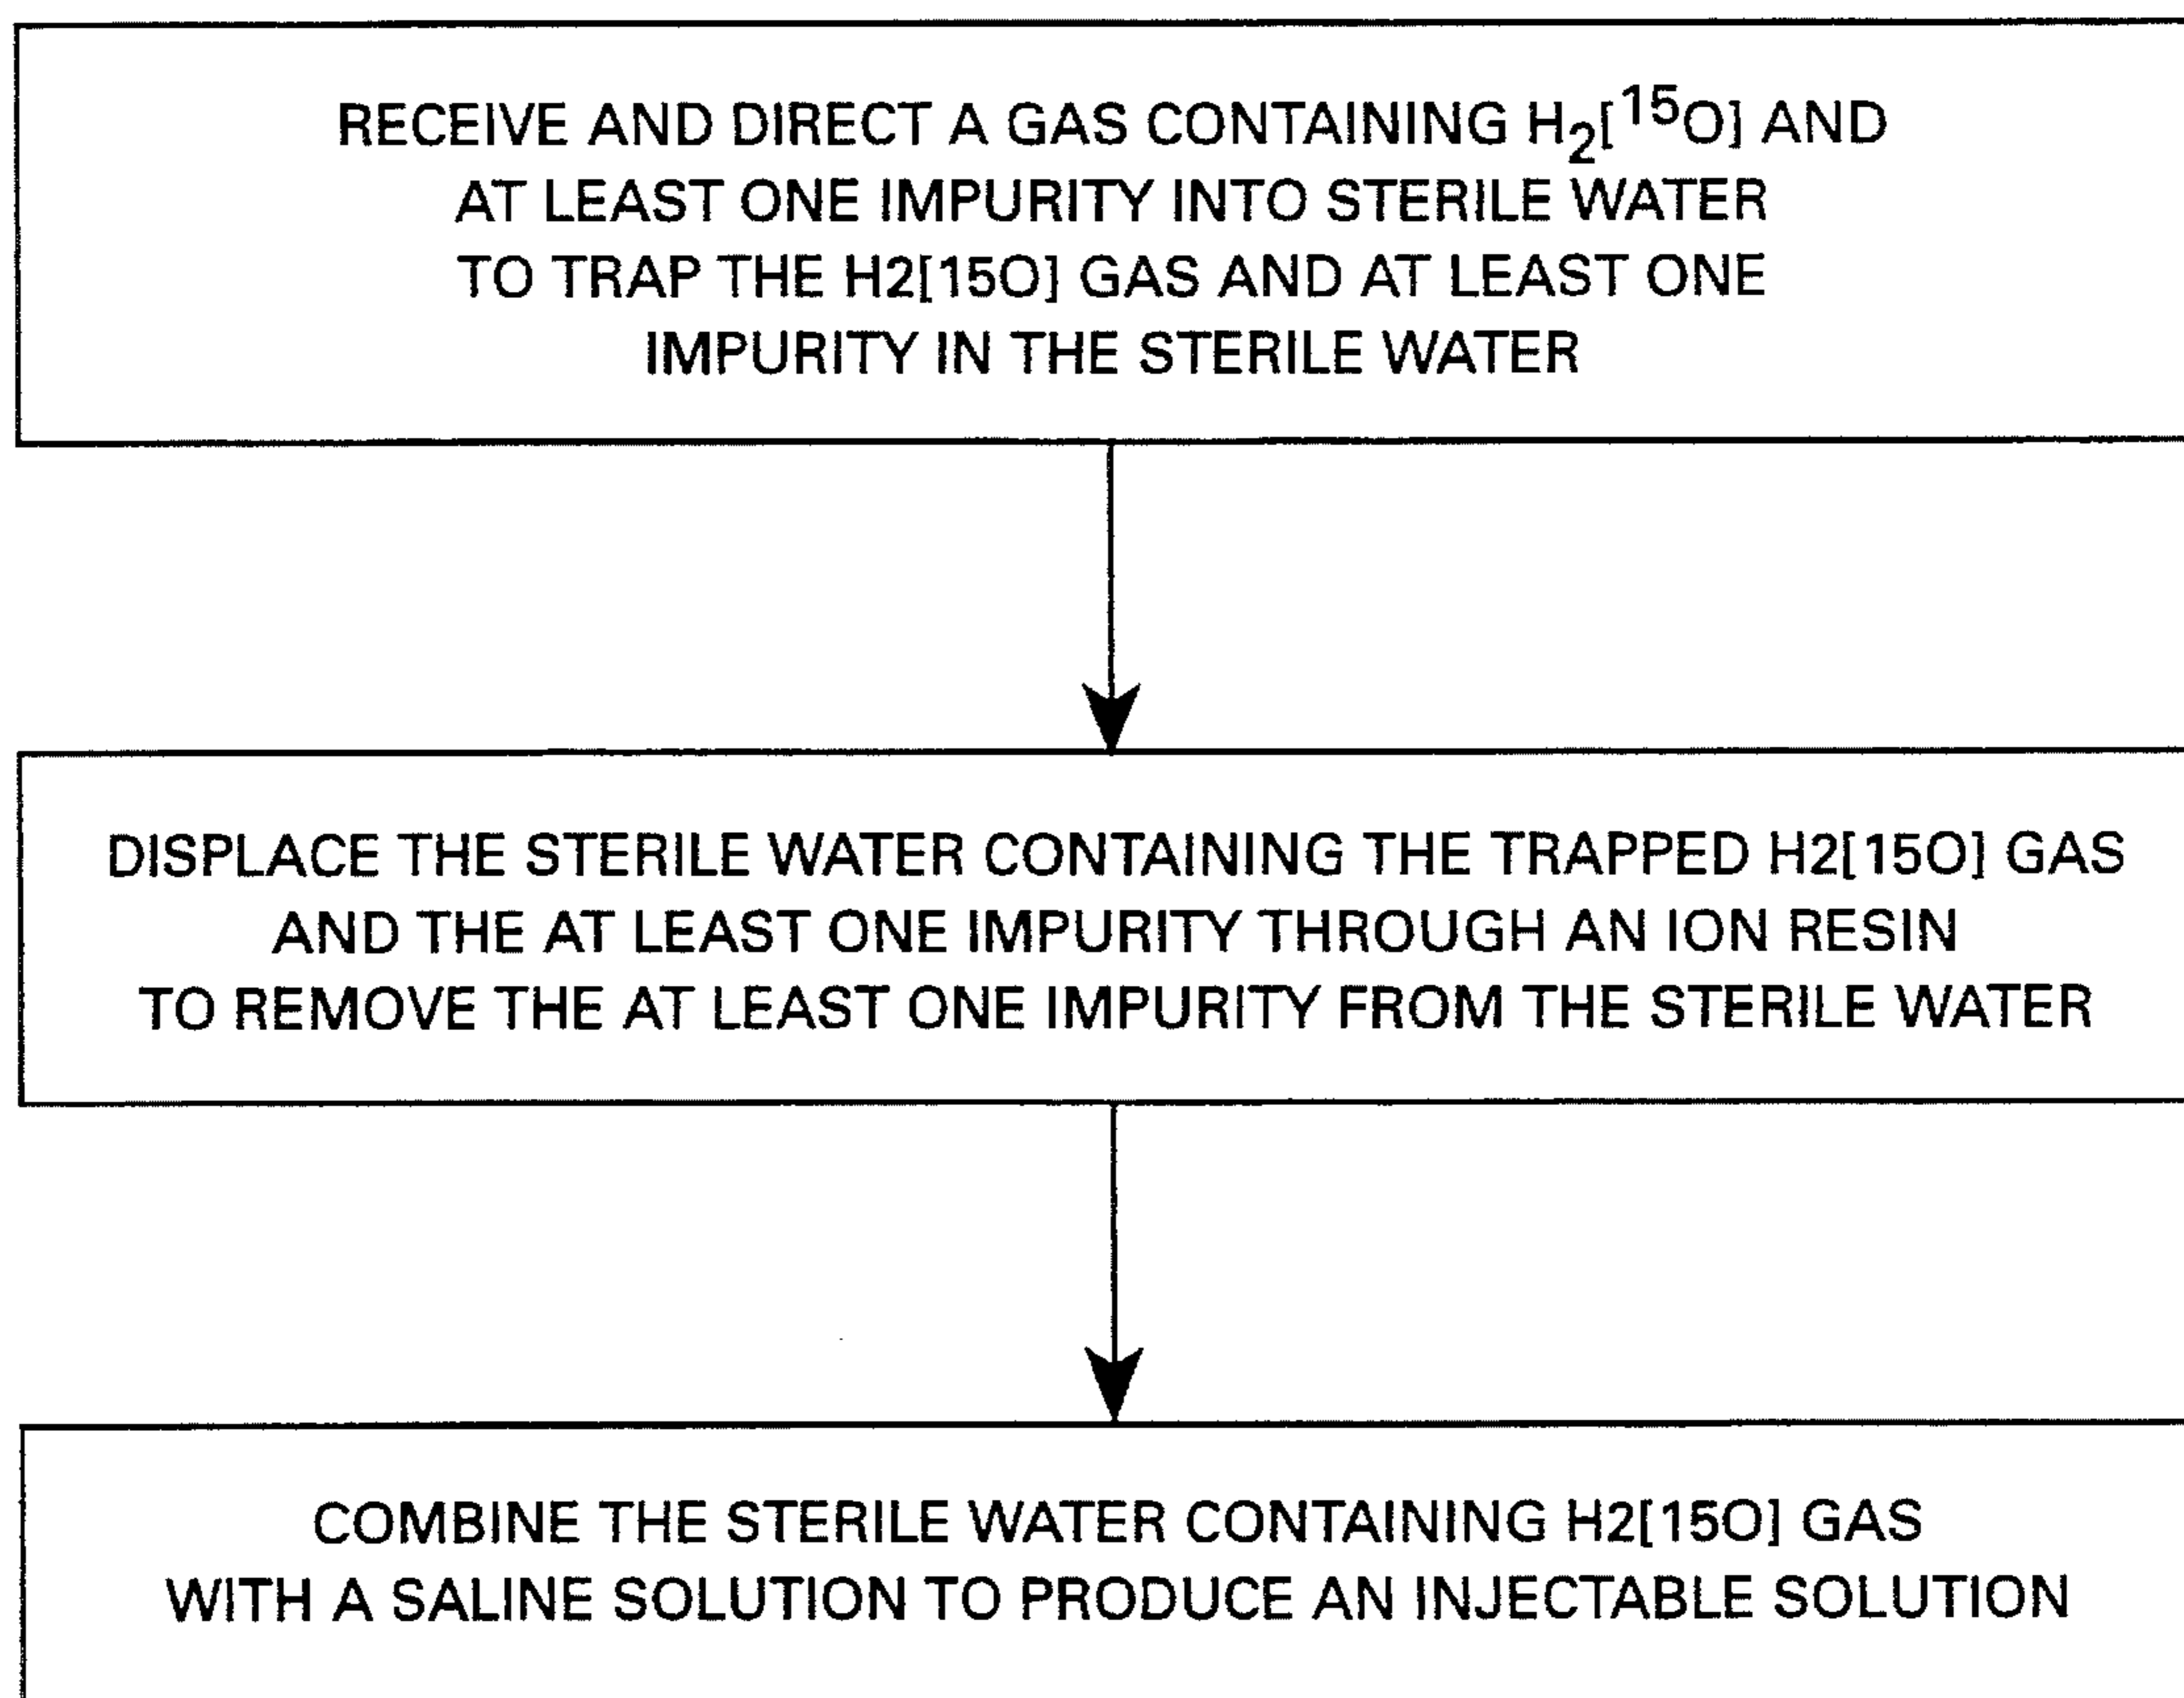 RECEIVE AND DIRECT A GAS CONTAINING H₂[¹⁵O] AND
AT LEAST ONE IMPURITY INTO STERILE WATER
TO TRAP THE H2[15O] GAS AND AT LEAST ONE
IMPURITY IN THE STERILE WATER
DISPLACE THE STERILE WATER CONTAINING THE TRAPPED H2[15O] GAS
AND THE AT LEAST ONE IMPURITY THROUGH AN ION RESIN
TO REMOVE THE AT LEAST ONE IMPURITY FROM THE STERILE WATER
COMBINE THE STERILE WATER CONTAINING H2[15O] GAS
WITH A SALINE SOLUTION TO PRODUCE AN INJECTABLE SOLUTION